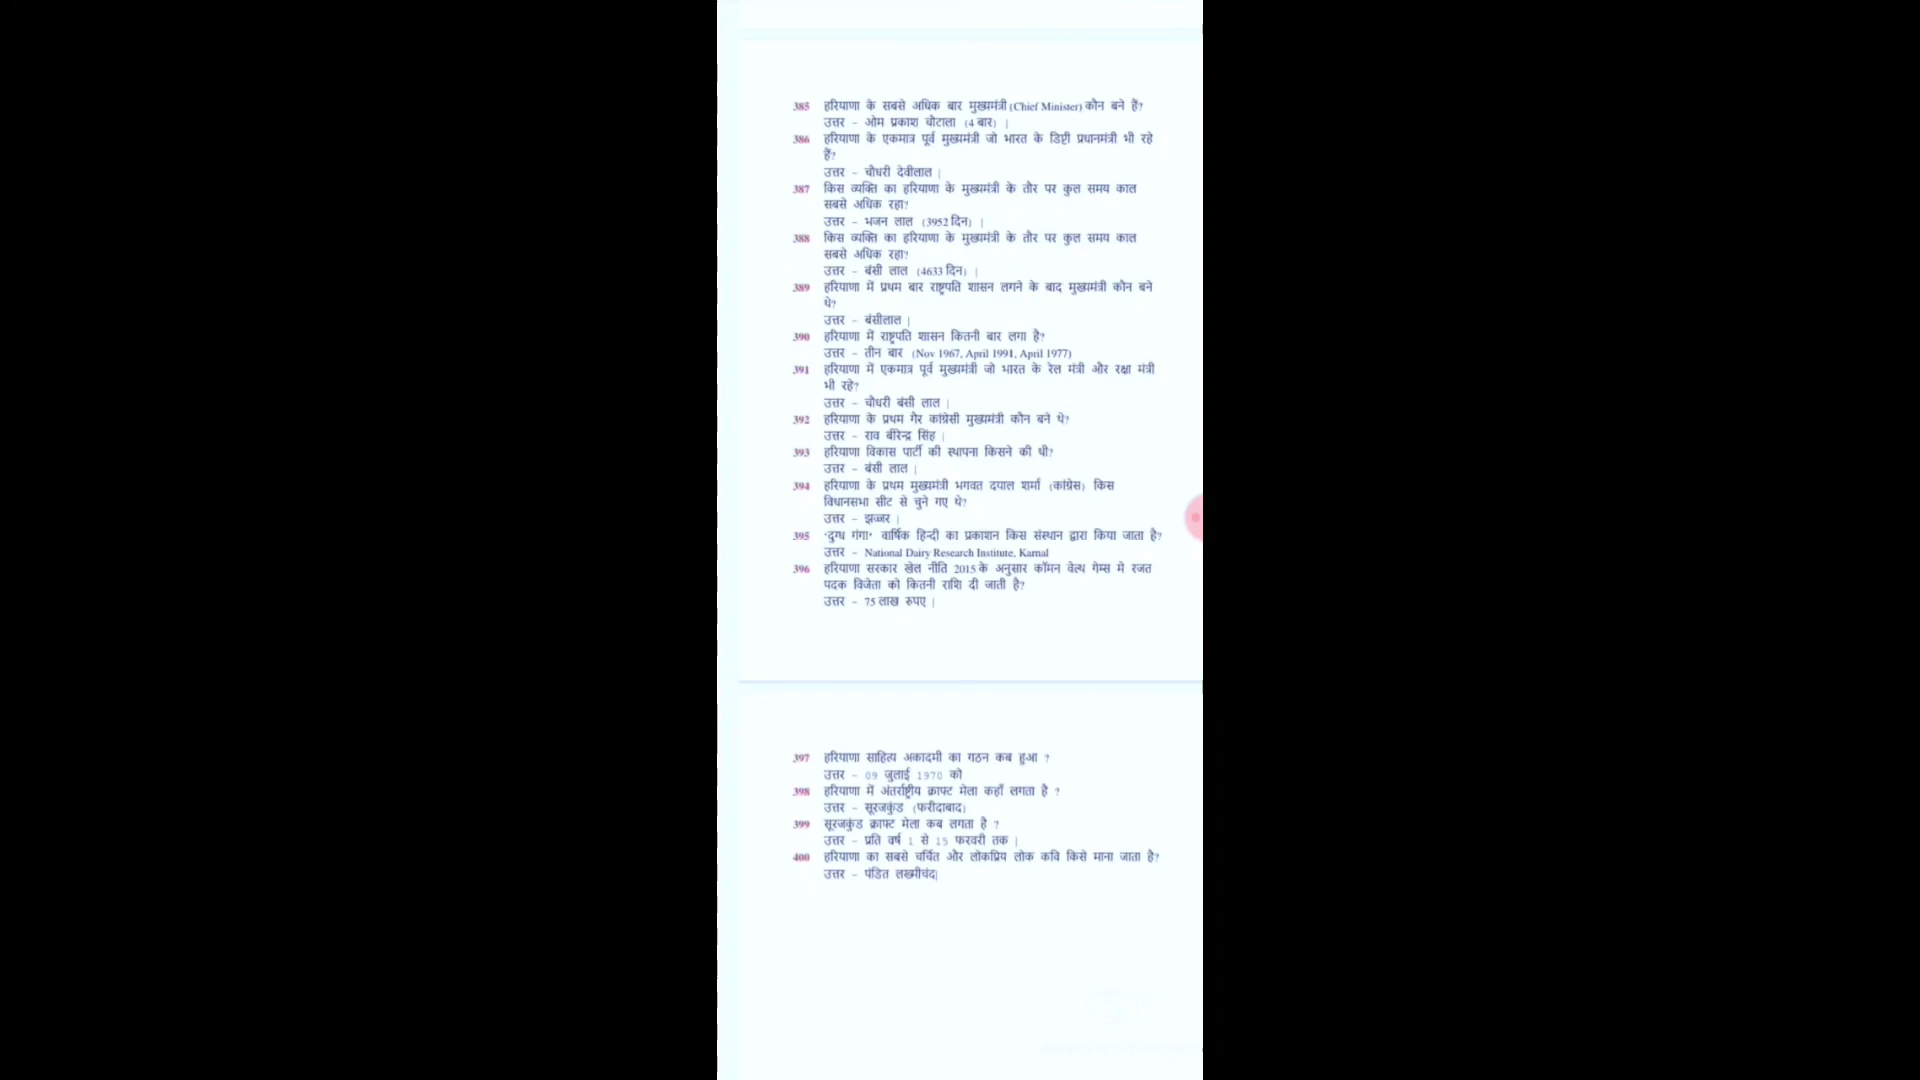 385 हरियाणा के सबसे अधिक बार मुख्यमंत्री (Chief Minister) कौन बने हैं?
उत्तर - ओम प्रकाश चौटाला (4 बार) |
386 हरियाणा के एकमात्र पूर्व मुख्यमंत्री जो भारत के डिप्टी प्रधानमंत्री भी रहे
हैं?
उत्तर - चौधरी देवीलाल |
387 किस व्यक्ति का हरियाणा के मुख्यमंत्री के तौर पर कुल समय काल
सबसे अधिक रहा?
उत्तर - भजन लाल (3952 दिन) |
388 किस व्यक्ति का हरियाणा के मुख्यमंत्री के तौर पर कुल समय काल
सबसे अधिक रहा?
उत्तर - बंसी लाल (4633 दिन) |
389 हरियाणा में प्रथम बार राष्ट्रपति शासन लगने के बाद मुख्यमंत्री कौन बने
थे?
उत्तर - बंसीलाल |
390 हरियाणा में राष्ट्रपति शासन कितनी बार लगा है?
उत्तर - तीन बार (Nov 1967, April 1991, April 1977)
391 हरियाणा में एकमात्र पूर्व मुख्यमंत्री जो भारत के रेल मंत्री और रक्षा मंत्री
भी रहे?
उत्तर - चौधरी बंसी लाल |
392 हरियाणा के प्रथम गैर कांग्रेसी मुख्यमंत्री कौन बने थे?
उत्तर - राव बीरेन्द्र सिंह |
393 हरियाणा विकास पार्टी की स्थापना किसने की थी?
उत्तर - बंसी लाल |
394 हरियाणा के प्रथम मुख्यमंत्री भगवत दयाल शर्मा (कांग्रेस) किस
विधानसभा सीट से चुने गए थे?
उत्तर - झज्जर |
395 'दुग्ध गंगा' वार्षिक हिन्दी का प्रकाशन किस संस्थान द्वारा किया जाता है?
उत्तर - National Dairy Research Institute, Karnal
396 हरियाणा सरकार खेल नीति 2015 के अनुसार कॉमन वेल्थ गेम्स मे रजत
पदक विजेता को कितनी राशि दी जाती है?
उत्तर - 75 लाख रुपए |
397 हरियाणा साहित्य अकादमी का गठन कब हुआ ?
उत्तर - 09 जुलाई 1970 को
398 हरियाणा में अंतर्राष्ट्रीय क्राफ्ट मेला कहाँ लगता है ?
उत्तर - सूरजकुंड (फरीदाबाद)
399 सूरजकुंड क्राफ्ट मेला कब लगता है ?
उत्तर - प्रति वर्ष 1 से 15 फरवरी तक |
400 हरियाणा का सबसे चर्चित और लोकप्रिय लोक कवि किसे माना जाता है?
उत्तर - पंडित लख्मीचंद|